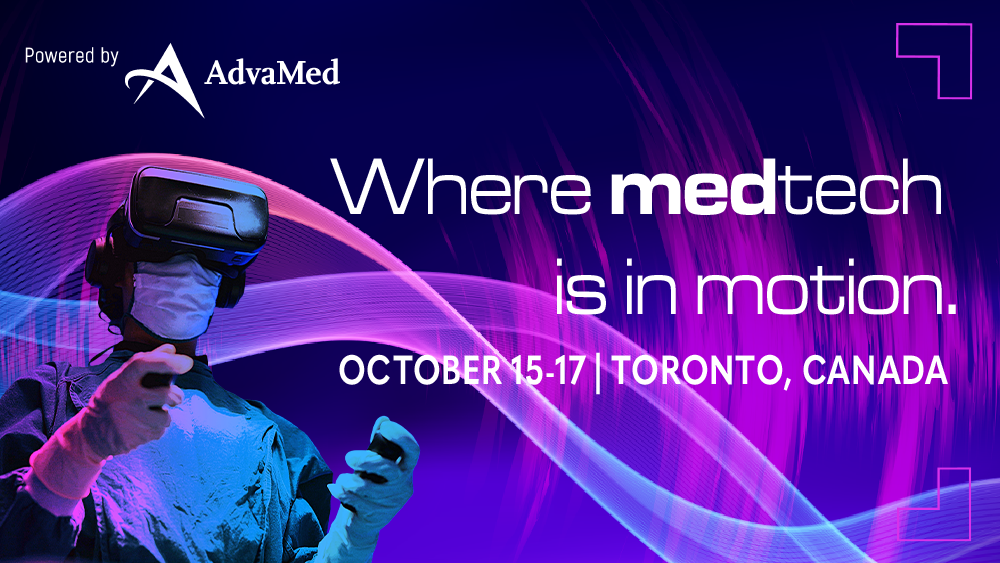 Powered by
AdvaMed
Where medtech
is in motion.
OCTOBER 15-17 | TORONTO, CANADA